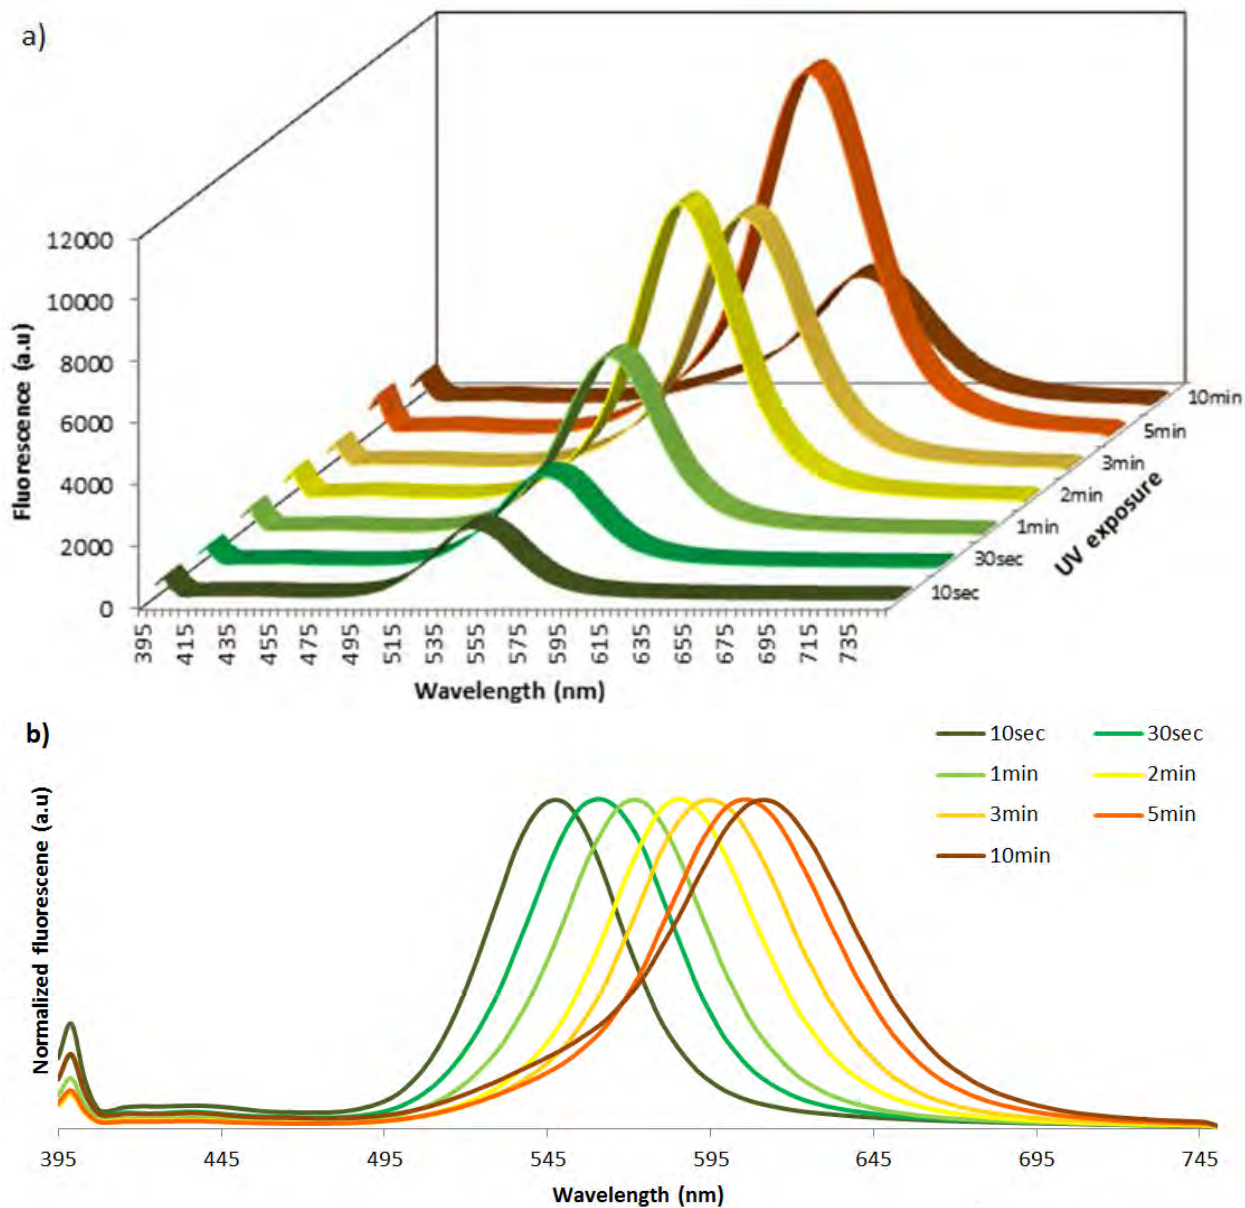 a)
12000
10000
8000
6000
4000
2000
0
Fluorescence (a.u)
395 415 435 455 475 495 515 535 555 575 595 615 635 655 675 695 715 735
Wavelength (nm)
10min
5min
3min
2min
1min
30sec
10sec
UV exposure
b)
10sec 30sec
1min 2min
3min 5min
10min
Normalized fluorescene (a.u)
395 445 495 545 595 645 695 745
Wavelength (nm)